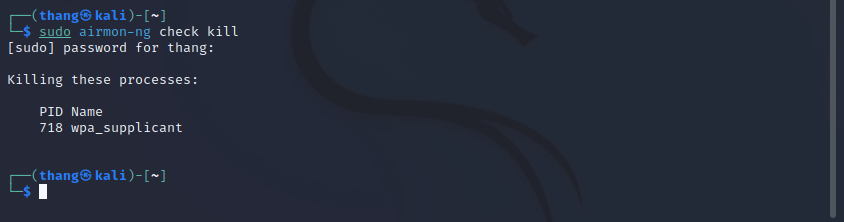 ┌──(thang㉿kali)-[~]
└─$ sudo airmon-ng check kill
[sudo] password for thang:
Killing these processes:
PID Name
718 wpa_supplicant
┌──(thang㉿kali)-[~]
└─$